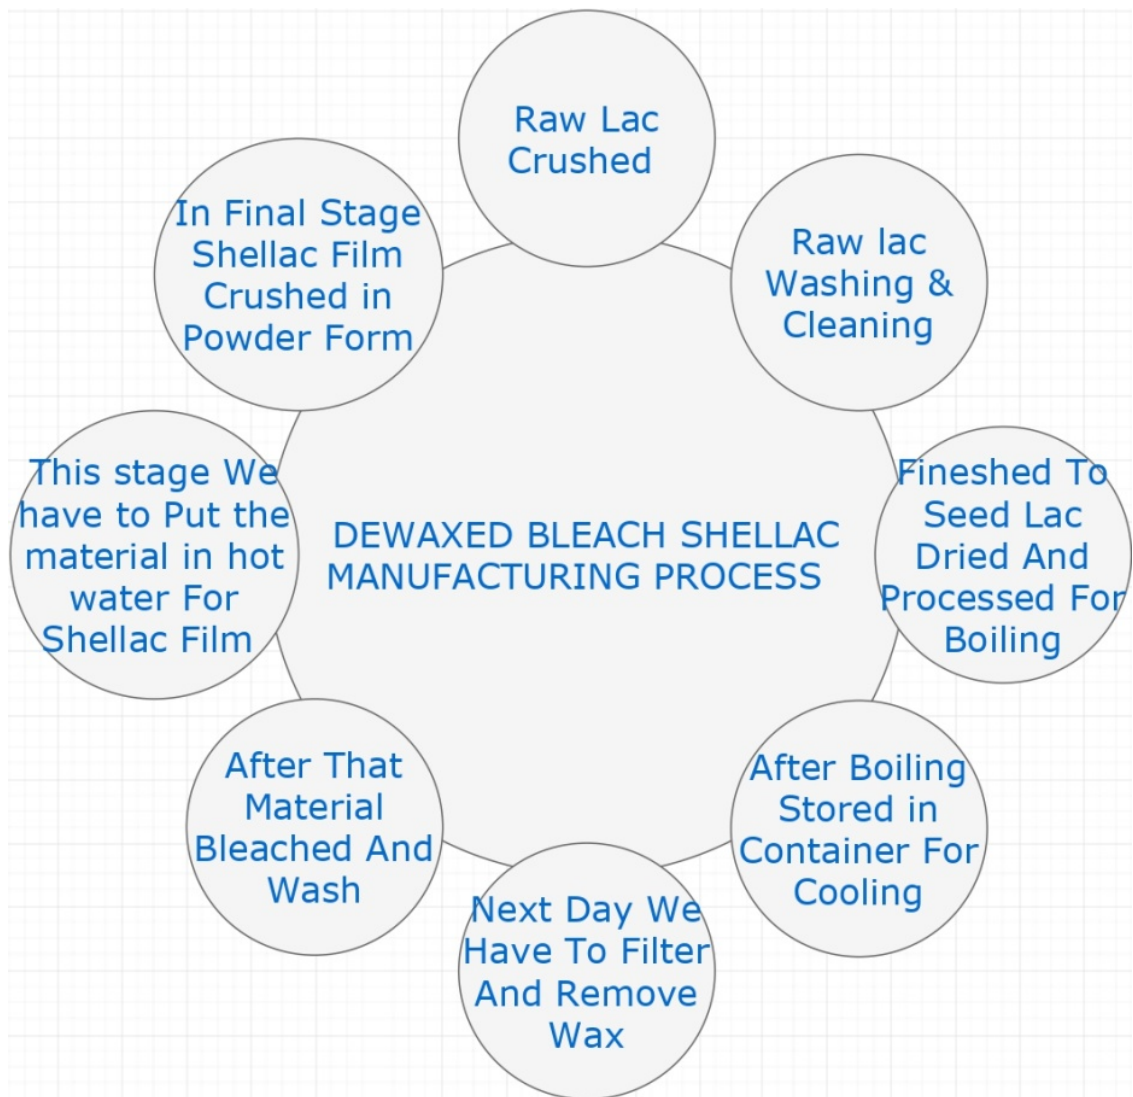 Raw Lac
Crushed
Raw lac
Washing &
Cleaning
Fineshed To
Seed Lac
Dried And
Processed For
Boiling
After Boiling
Stored in
Container For
Cooling
Next Day We
Have To Filter
And Remove
Wax
After That
Material
Bleached And
Wash
This stage We
have to Put the
material in hot
water For
Shellac Film
In Final Stage
Shellac Film
Crushed in
Powder Form
DEWAXED BLEACH SHELLAC
MANUFACTURING PROCESS